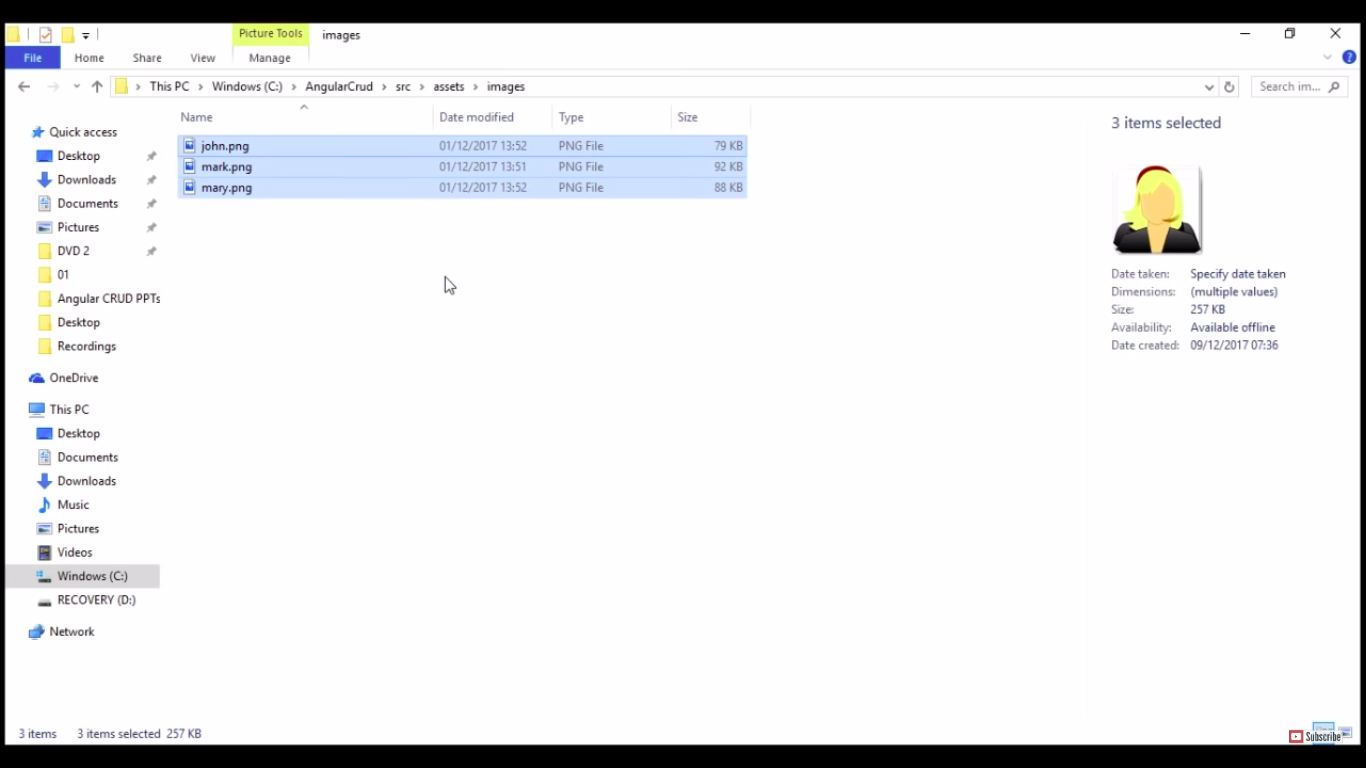 Picture Tools
images
File
Home
Share
View
Manage
This PC
Windows (C:)
AngularCrud
src
assets
images
Search im...
Name
Date modified
Type
Size
john.png
01/12/2017 13:52
PNG File
79 KB
mark.png
01/12/2017 13:51
PNG File
92 KB
mary.png
01/12/2017 13:52
PNG File
88 KB
Quick access
Desktop
Downloads
Documents
Pictures
DVD 2
01
Angular CRUD PPTs
Desktop
Recordings
OneDrive
This PC
Desktop
Documents
Downloads
Music
Pictures
Videos
Windows (C:)
RECOVERY (D:)
Network
3 items selected
Date taken: Specify date taken
Dimensions: (multiple values)
Size: 257 KB
Availability: Available offline
Date created: 09/12/2017 07:36
3 items
3 items selected 257 KB
Subscribe